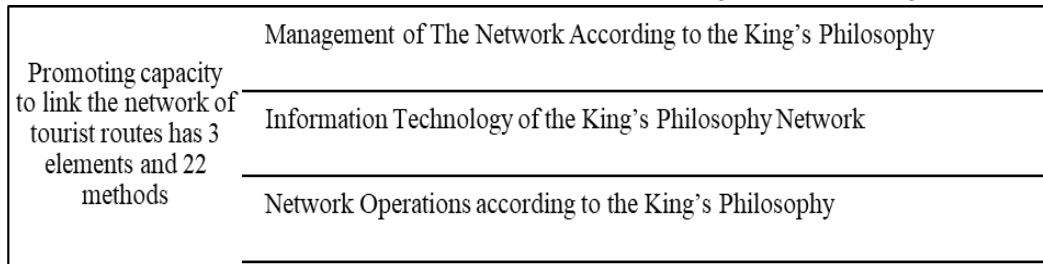 Promoting capacity
to link the network of
tourist routes has 3
elements and 22
methods
Management of The Network According to the King's Philosophy
Information Technology of the King's Philosophy Network
Network Operations according to the King's Philosophy